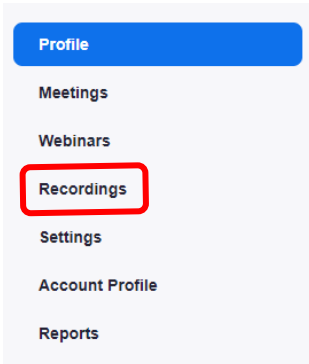 Profile
Meetings
Webinars
Recordings
Settings
Account Profile
Reports